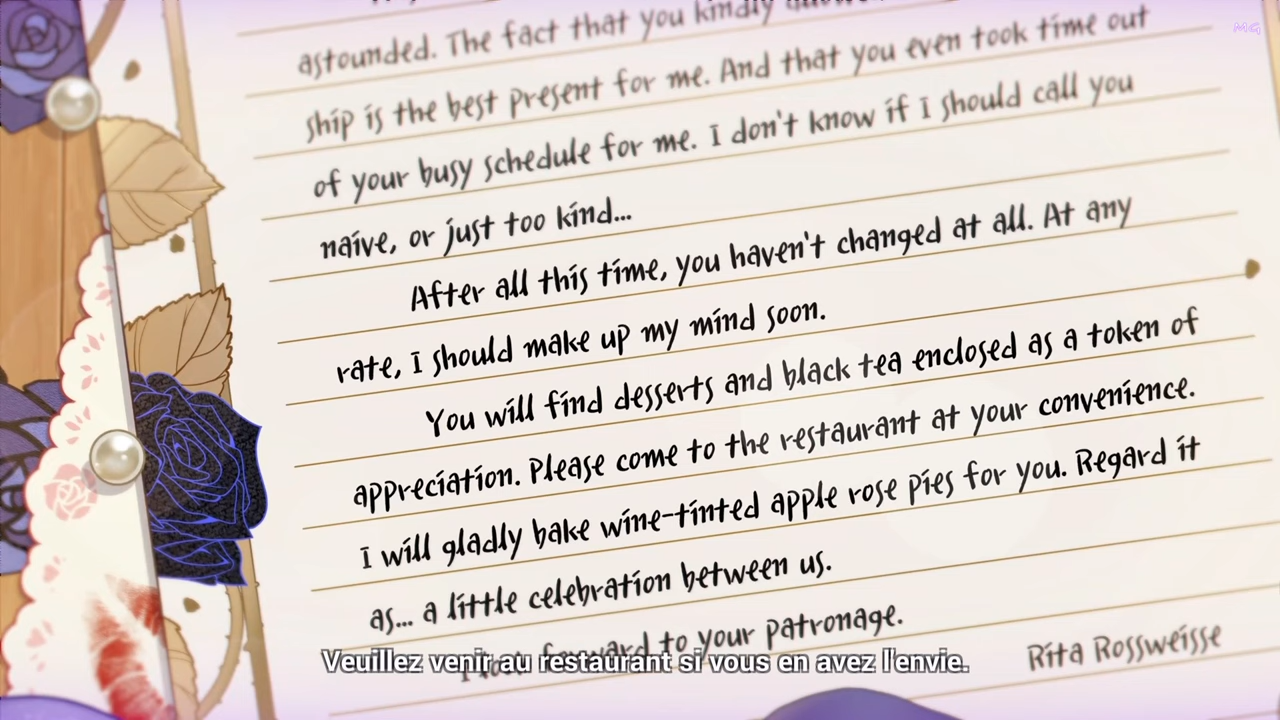 astounded. The fact that you kindly
ship is the best present for me. And that you even took time out
of your busy schedule for me. I don't know if I should call you
naive, or just too kind...
After all this time, you haven't changed at all. At any
rate, I should make up my mind soon.
You will find desserts and black tea enclosed as a token of
appreciation. Please come to the restaurant at your convenience.
I will gladly bake wine-tinted apple rose pies for you. Regard it
as... a little celebration between us.
forward to your patronage.
Rita Rossweisse
Veuillez venir au restaurant si vous en avez l'envie.
MG